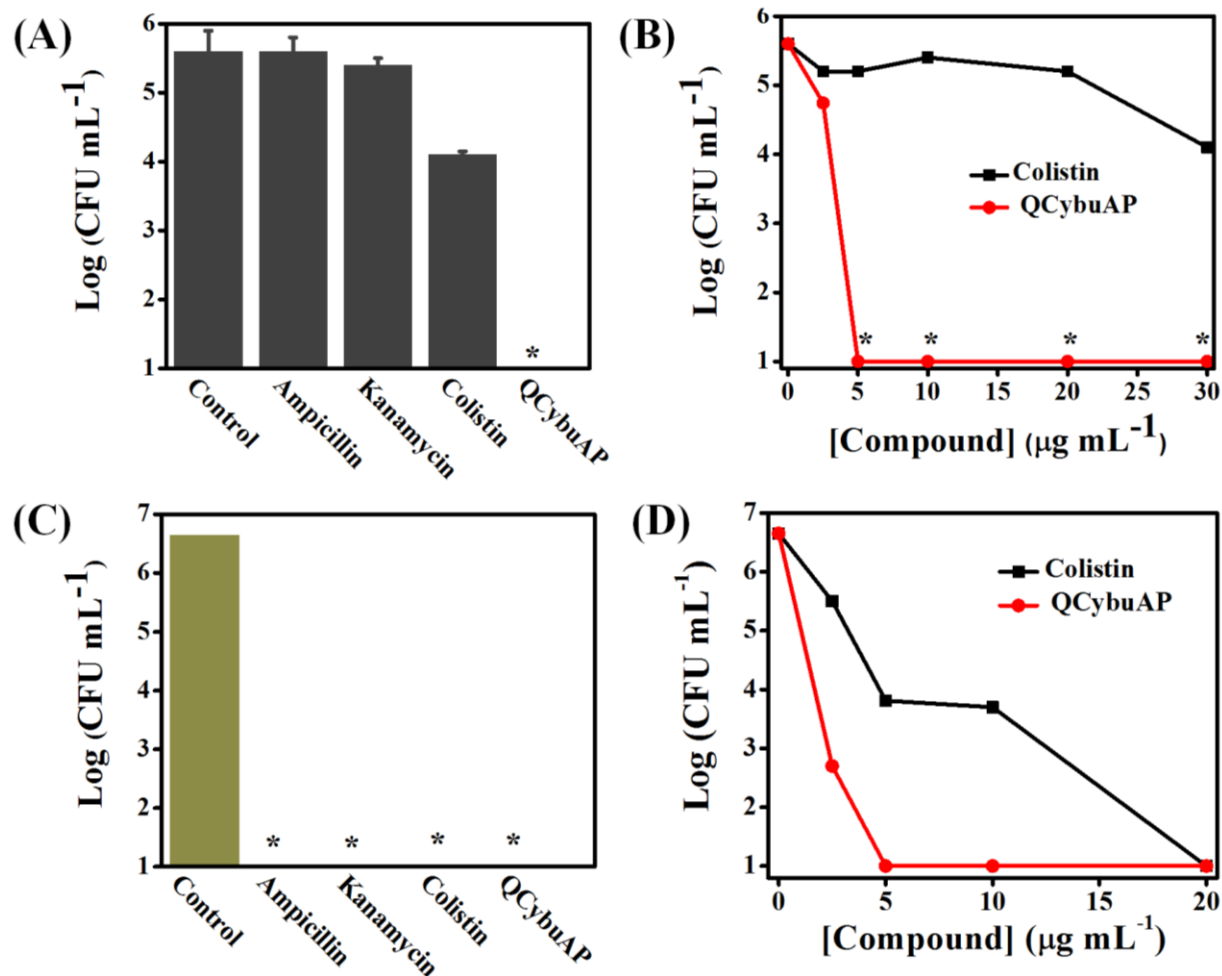 (A)
Log (CFU mL-1)
6
5
4
3
2
1
*
Control
Ampicillin
Kanamycin
Colistin
QCybuAP
(B)
Log (CFU mL-1)
6
5
4
3
2
1
Colistin
QCybuAP
* * * *
0 5 10 15 20 25 30
[Compound] (μg mL-1)
(C)
Log (CFU mL-1)
7
6
5
4
3
2
1
* * * *
Control
Ampicillin
Kanamycin
Colistin
QCybuAP
(D)
Log (CFU mL-1)
7
6
5
4
3
2
1
Colistin
QCybuAP
0 5 10 15 20
[Compound] (μg mL-1)